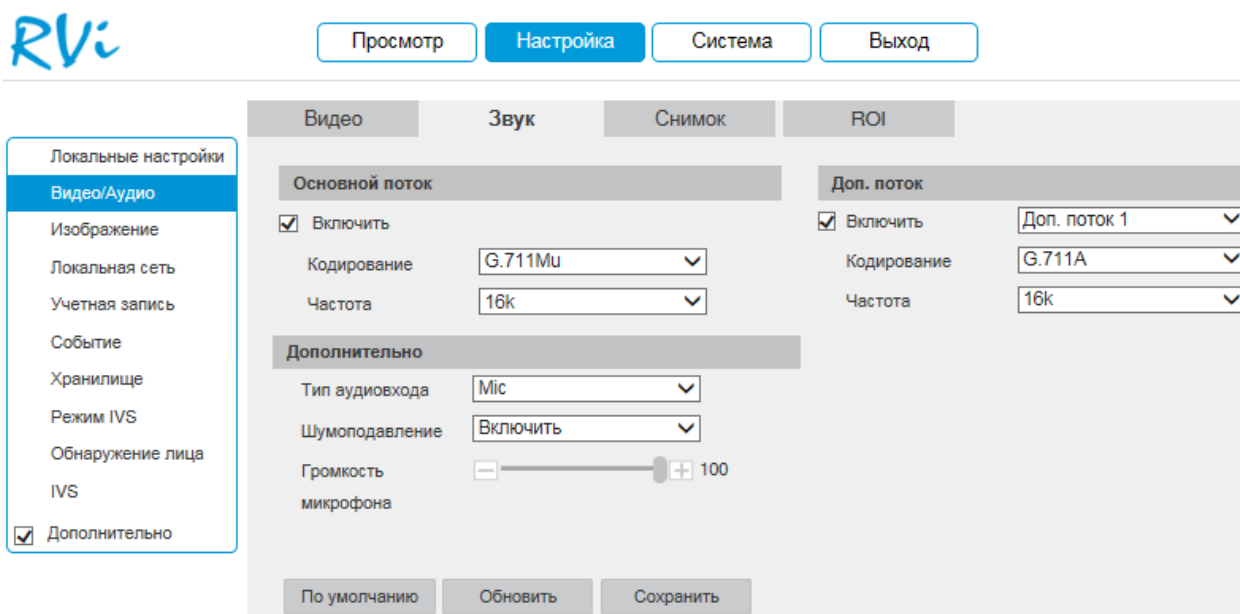 RVi
Просмотр Настройка Система Выход
Видео Звук Снимок ROI
Локальные настройки
Видео/Аудио
Изображение
Локальная сеть
Учетная запись
Событие
Хранилище
Режим IVS
Обнаружение лица
IVS
Дополнительно
Основной поток
Включить
Кодирование G.711Mu
Частота 16k
Дополнительно
Тип аудиовхода Mic
Шумоподавление Включить
Громкость 100
микрофона
По умолчанию Обновить Сохранить
Доп. поток
Включить Доп. поток 1
Кодирование G.711A
Частота 16k